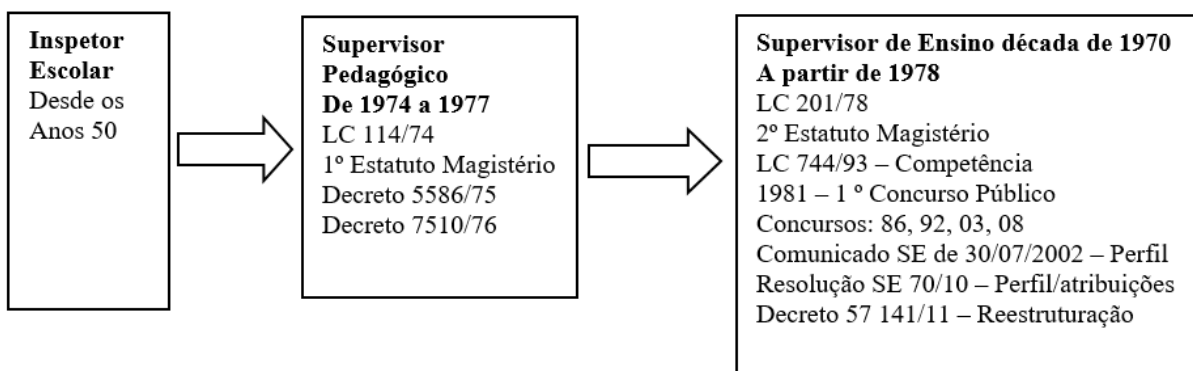 Inspetor
Escolar
Desde os
Anos 50
Supervisor
Pedagógico
De 1974 a 1977
LC 114/74
1º Estatuto Magistério
Decreto 5586/75
Decreto 7510/76
Supervisor de Ensino década de 1970
A partir de 1978
LC 201/78
2º Estatuto Magistério
LC 744/93 – Competência
1981 – 1 º Concurso Público
Concursos: 86, 92, 03, 08
Comunicado SE de 30/07/2002 – Perfil
Resolução SE 70/10 – Perfil/atribuições
Decreto 57 141/11 – Reestruturação